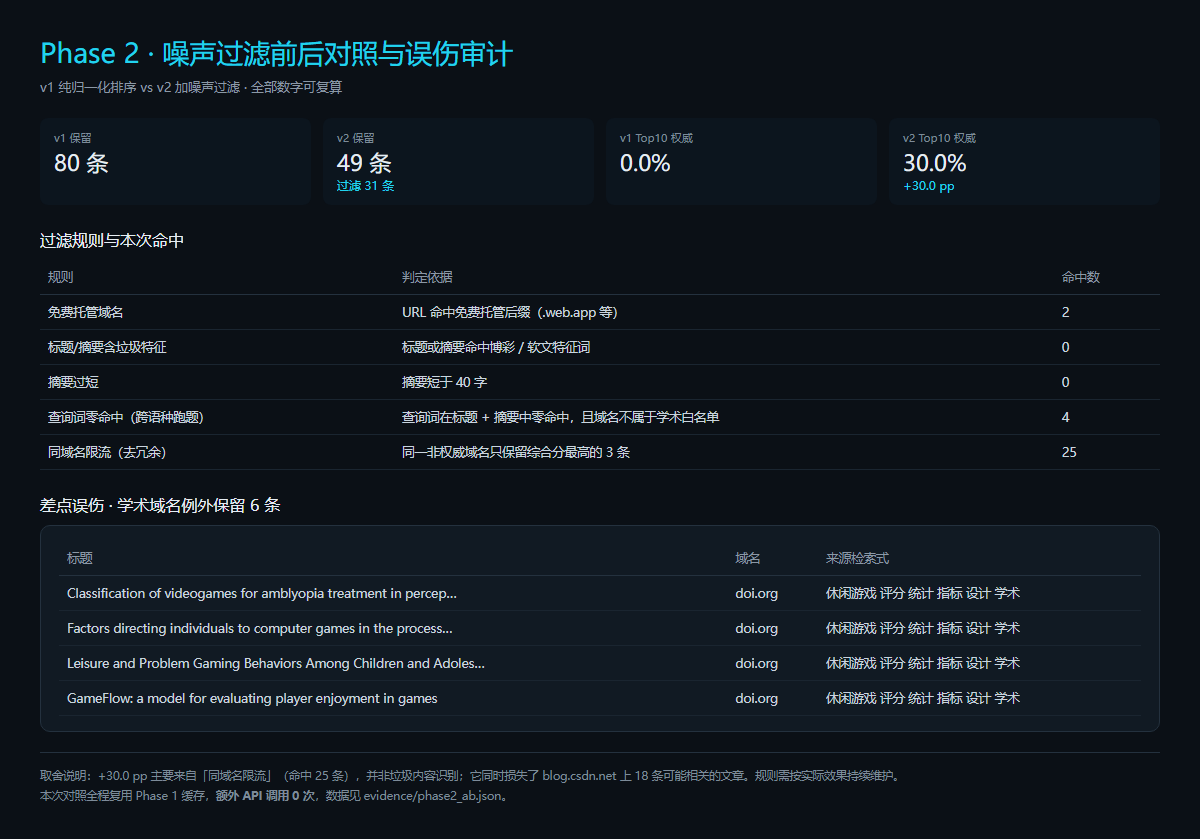 Phase 2 · 噪声过滤前后对照与误伤审计
v1 纯归一化排序 vs v2 加噪声过滤 · 全部数字可复算
v1 保留
80 条
v2 保留
49 条
过滤 31 条
v1 Top10 权威
0.0%
v2 Top10 权威
30.0%
+30.0 pp
过滤规则与本次命中
规则 判定依据 命中数
免费托管域名 URL 命中免费托管后缀（.web.app 等） 2
标题/摘要含垃圾特征 标题或摘要命中博彩 / 软文特征词 0
摘要过短 摘要短于 40 字 0
查询词零命中（跨语种跑题） 查询词在标题 + 摘要中零命中，且域名不属于学术白名单 4
同域名限流（去冗余） 同一非权威域名只保留综合分最高的 3 条 25
差点误伤 · 学术域名例外保留 6 条
标题 域名 来源检索式
Classification of videogames for amblyopia treatment in percep... doi.org 休闲游戏 评分 统计 指标 设计 学术
Factors directing individuals to computer games in the process... doi.org 休闲游戏 评分 统计 指标 设计 学术
Leisure and Problem Gaming Behaviors Among Children and Adoles... doi.org 休闲游戏 评分 统计 指标 设计 学术
GameFlow: a model for evaluating player enjoyment in games doi.org 休闲游戏 评分 统计 指标 设计 学术
取舍说明：+30.0 pp 主要来自「同域名限流」（命中 25 条），并非垃圾内容识别；它同时损失了 blog.csdn.net 上 18 条可能相关的文章。规则需按实际效果持续维护。
本次对照全程复用 Phase 1 缓存，额外 API 调用 0 次，数据见 evidence/phase2_ab.json。